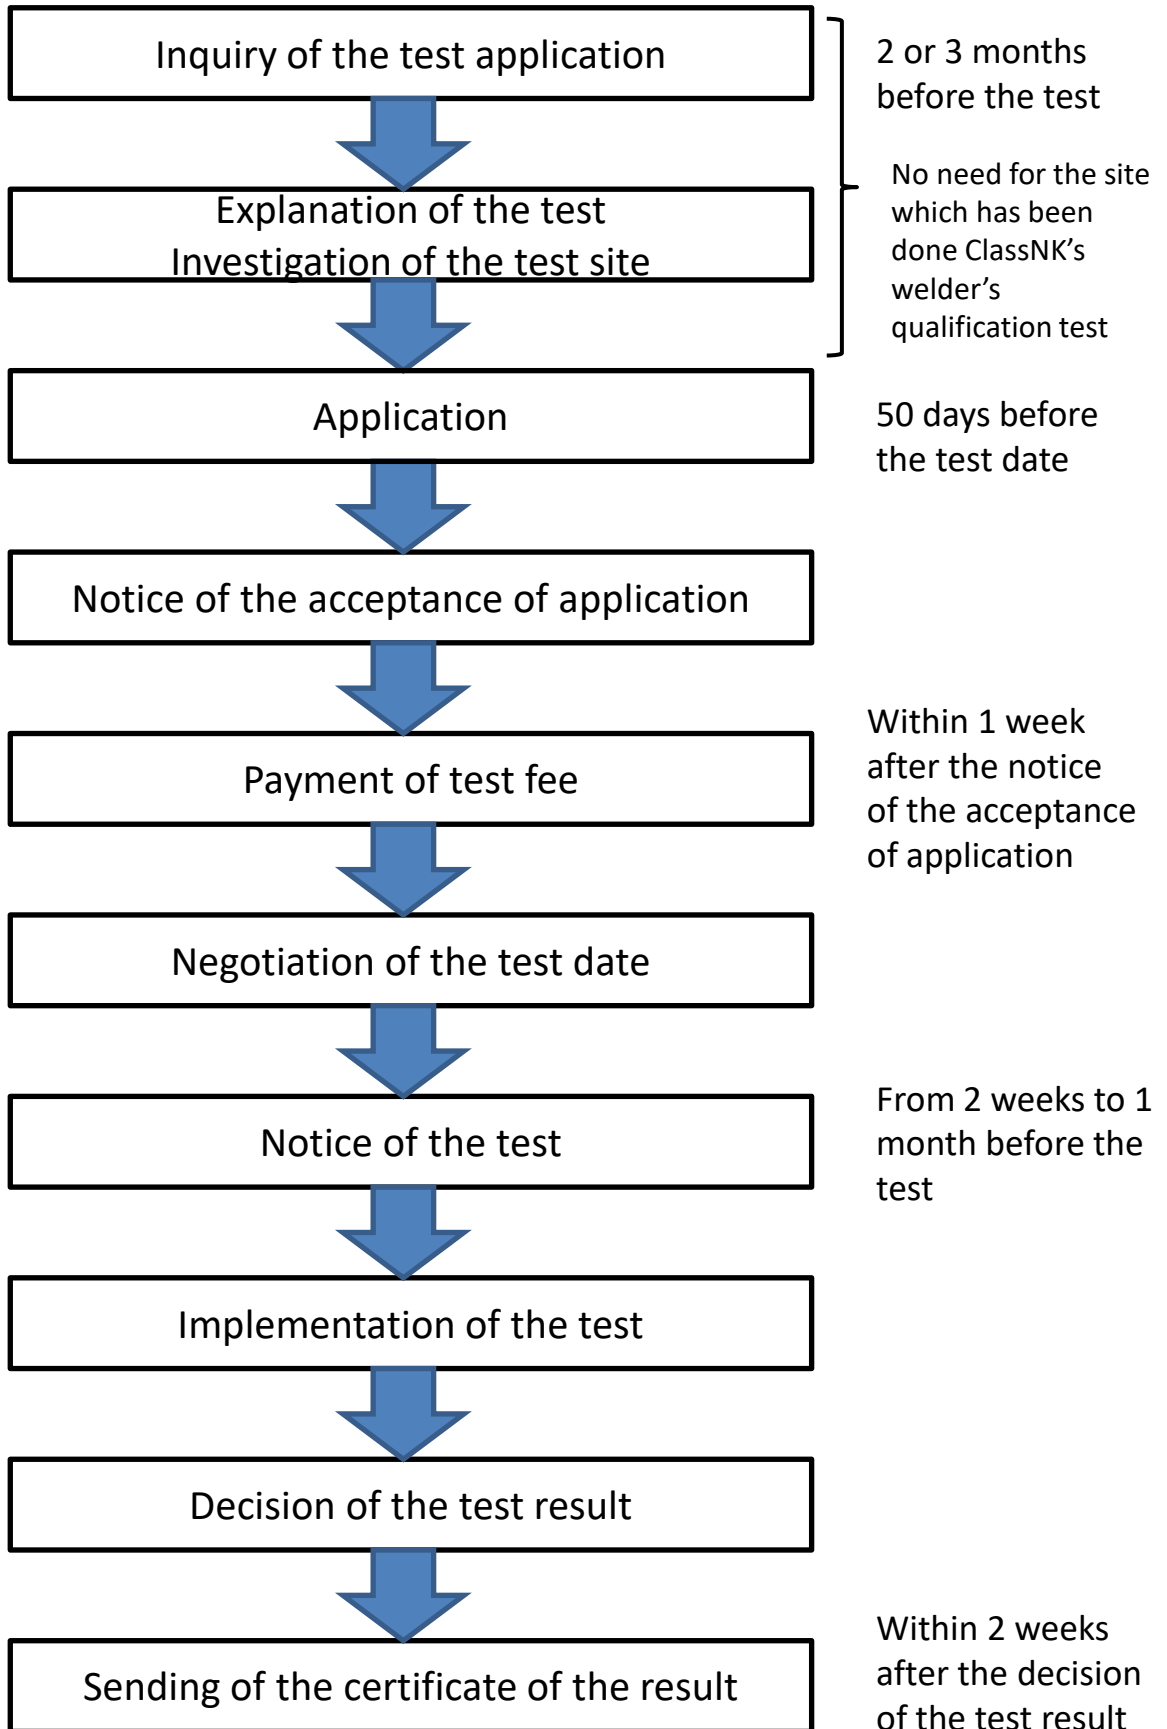 Inquiry of the test application
2 or 3 months
before the test
No need for the site
which has been
done ClassNK’s
welder’s
qualification test
Explanation of the test
Investigation of the test site
Application
50 days before
the test date
Notice of the acceptance of application
Payment of test fee
Within 1 week
after the notice
of the acceptance
of application
Negotiation of the test date
Notice of the test
From 2 weeks to 1
month before the
test
Implementation of the test
Decision of the test result
Sending of the certificate of the result
Within 2 weeks
after the decision
of the test result